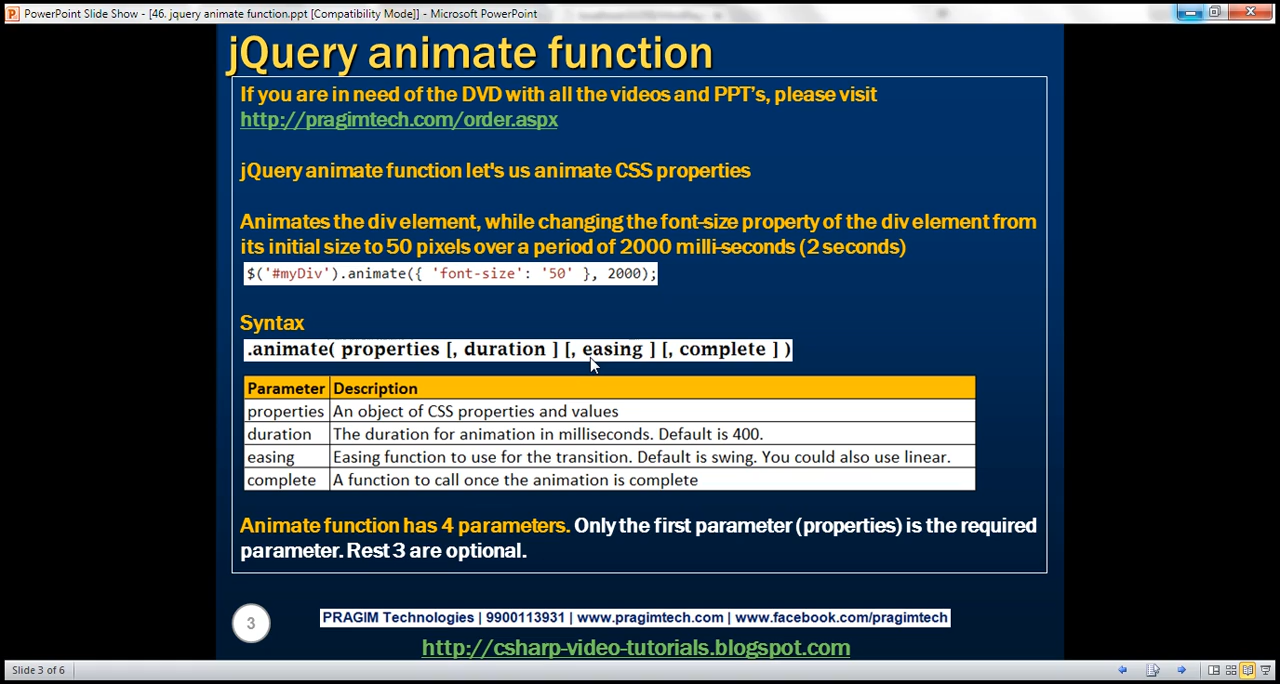 PowerPoint Slide Show - [46. jquery animate function.ppt [Compatibility Mode]] - Microsoft PowerPoint
jQuery animate function
If you are in need of the DVD with all the videos and PPT's, please visit
http://pragimtech.com/order.aspx
jQuery animate function let's us animate CSS properties
Animates the div element, while changing the font-size property of the div element from
its initial size to 50 pixels over a period of 2000 milli-seconds (2 seconds)
$('#myDiv').animate({ 'font-size': '50' }, 2000);
Syntax
.animate( properties [, duration ] [, easing ] [, complete ] )
Parameter Description
properties An object of CSS properties and values
duration The duration for animation in milliseconds. Default is 400.
easing Easing function to use for the transition. Default is swing. You could also use linear.
complete A function to call once the animation is complete
Animate function has 4 parameters. Only the first parameter (properties) is the required
parameter. Rest 3 are optional.
3
PRAGIM Technologies | 9900113931 | www.pragimtech.com | www.facebook.com/pragimtech
http://csharp-video-tutorials.blogspot.com
Slide 3 of 6